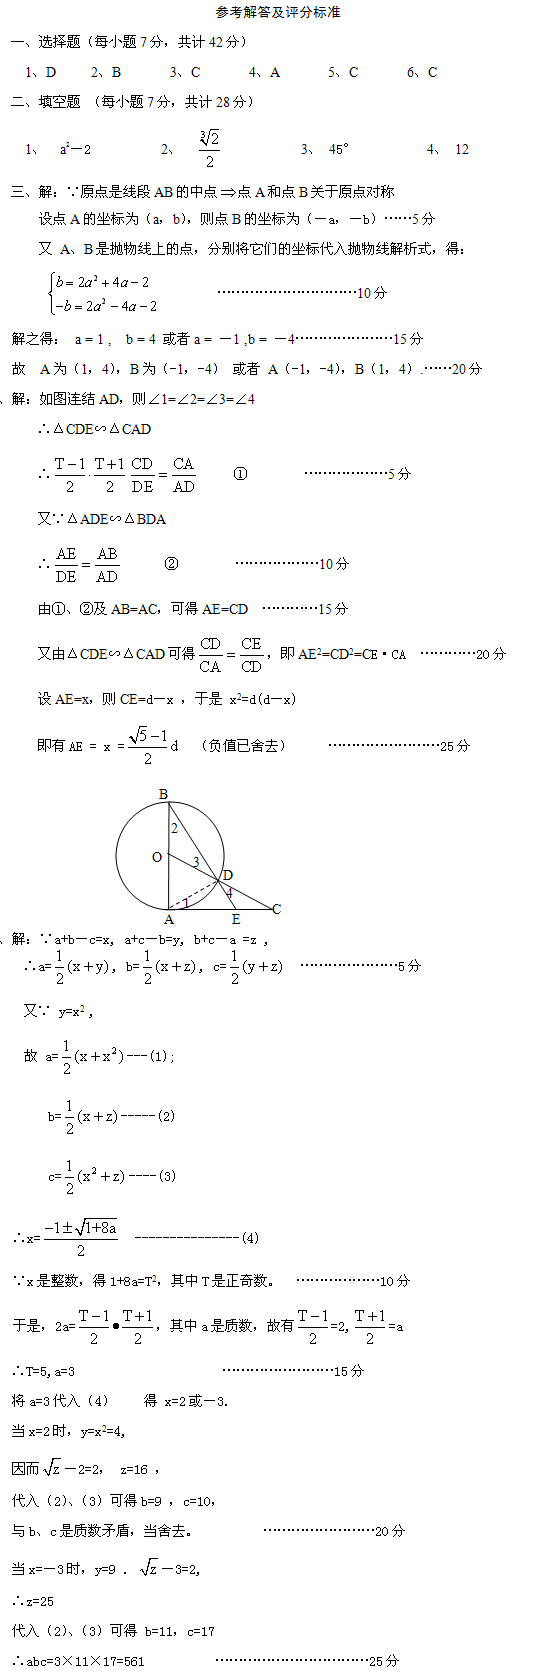 参考解答及评分标准
一、选择题（每小题7分，共计42分）
1、D 2、B 3、C 4、A 5、C 6、C
二、填空题 （每小题7分，共计28分）
1、 a²－2 2、 ∛2/2 3、 45° 4、 12
三、解：∵原点是线段AB的中点⇒点A和点B关于原点对称
设点A的坐标为（a，b），则点B的坐标为（－a，－b）……5分
又 A、B是抛物线上的点，分别将它们的坐标代入抛物线解析式，得：
{b=2a²+4a-2
-b=2a²-4a-2 …………………………10分
解之得： a = 1 , b = 4 或者a = －1 ,b = －4…………………15分
故 A为（1，4），B为（-1，-4） 或者 A（-1，-4），B（1，4）.……20分
、解：如图连结AD，则∠1=∠2=∠3=∠4
∴△CDE∽△CAD
∴(T-1)/2·(T+1)/2 CD/DE=CA/AD ① ………………5分
又∵△ADE∽△BDA
∴AE/DE=AB/AD ② ………………10分
由①、②及AB=AC，可得AE=CD …………15分
又由△CDE∽△CAD可得CD/CA=CE/CD，即AE²=CD²=CE·CA …………20分
设AE=x，则CE=d－x ，于是 x²=d(d－x)
即有AE = x =(√5-1)/2 d （负值已舍去） ……………………25分
B
2
O
3
D
4
1
A E C
、解：∵a+b－c=x，a+c－b=y，b+c－a =z ，
∴a=1/2(x+y)，b=1/2(x+z)，c=1/2(y+z) …………………5分
又∵ y=x²，
故 a=1/2(x+x²)---(1);
b=1/2(x+z)-----(2)
c=1/2(x²+z)----(3)
∴x=(-1±√(1+8a))/2 ---------------(4)
∵x是整数，得1+8a=T²，其中T是正奇数。 ………………10分
于是，2a=(T-1)/2●(T+1)/2，其中a是质数，故有(T-1)/2=2,(T+1)/2=a
∴T=5,a=3 ……………………15分
将a=3代入（4） 得 x=2或－3.
当x=2时，y=x²=4,
因而√z－2=2， z=16 ，
代入（2）、（3）可得b=9 ，c=10，
与b、c是质数矛盾，当舍去。 ……………………20分
当x=－3时，y=9 . √z－3=2,
∴z=25
代入（2）、（3）可得 b=11，c=17
∴abc=3×11×17=561 ……………………………25分